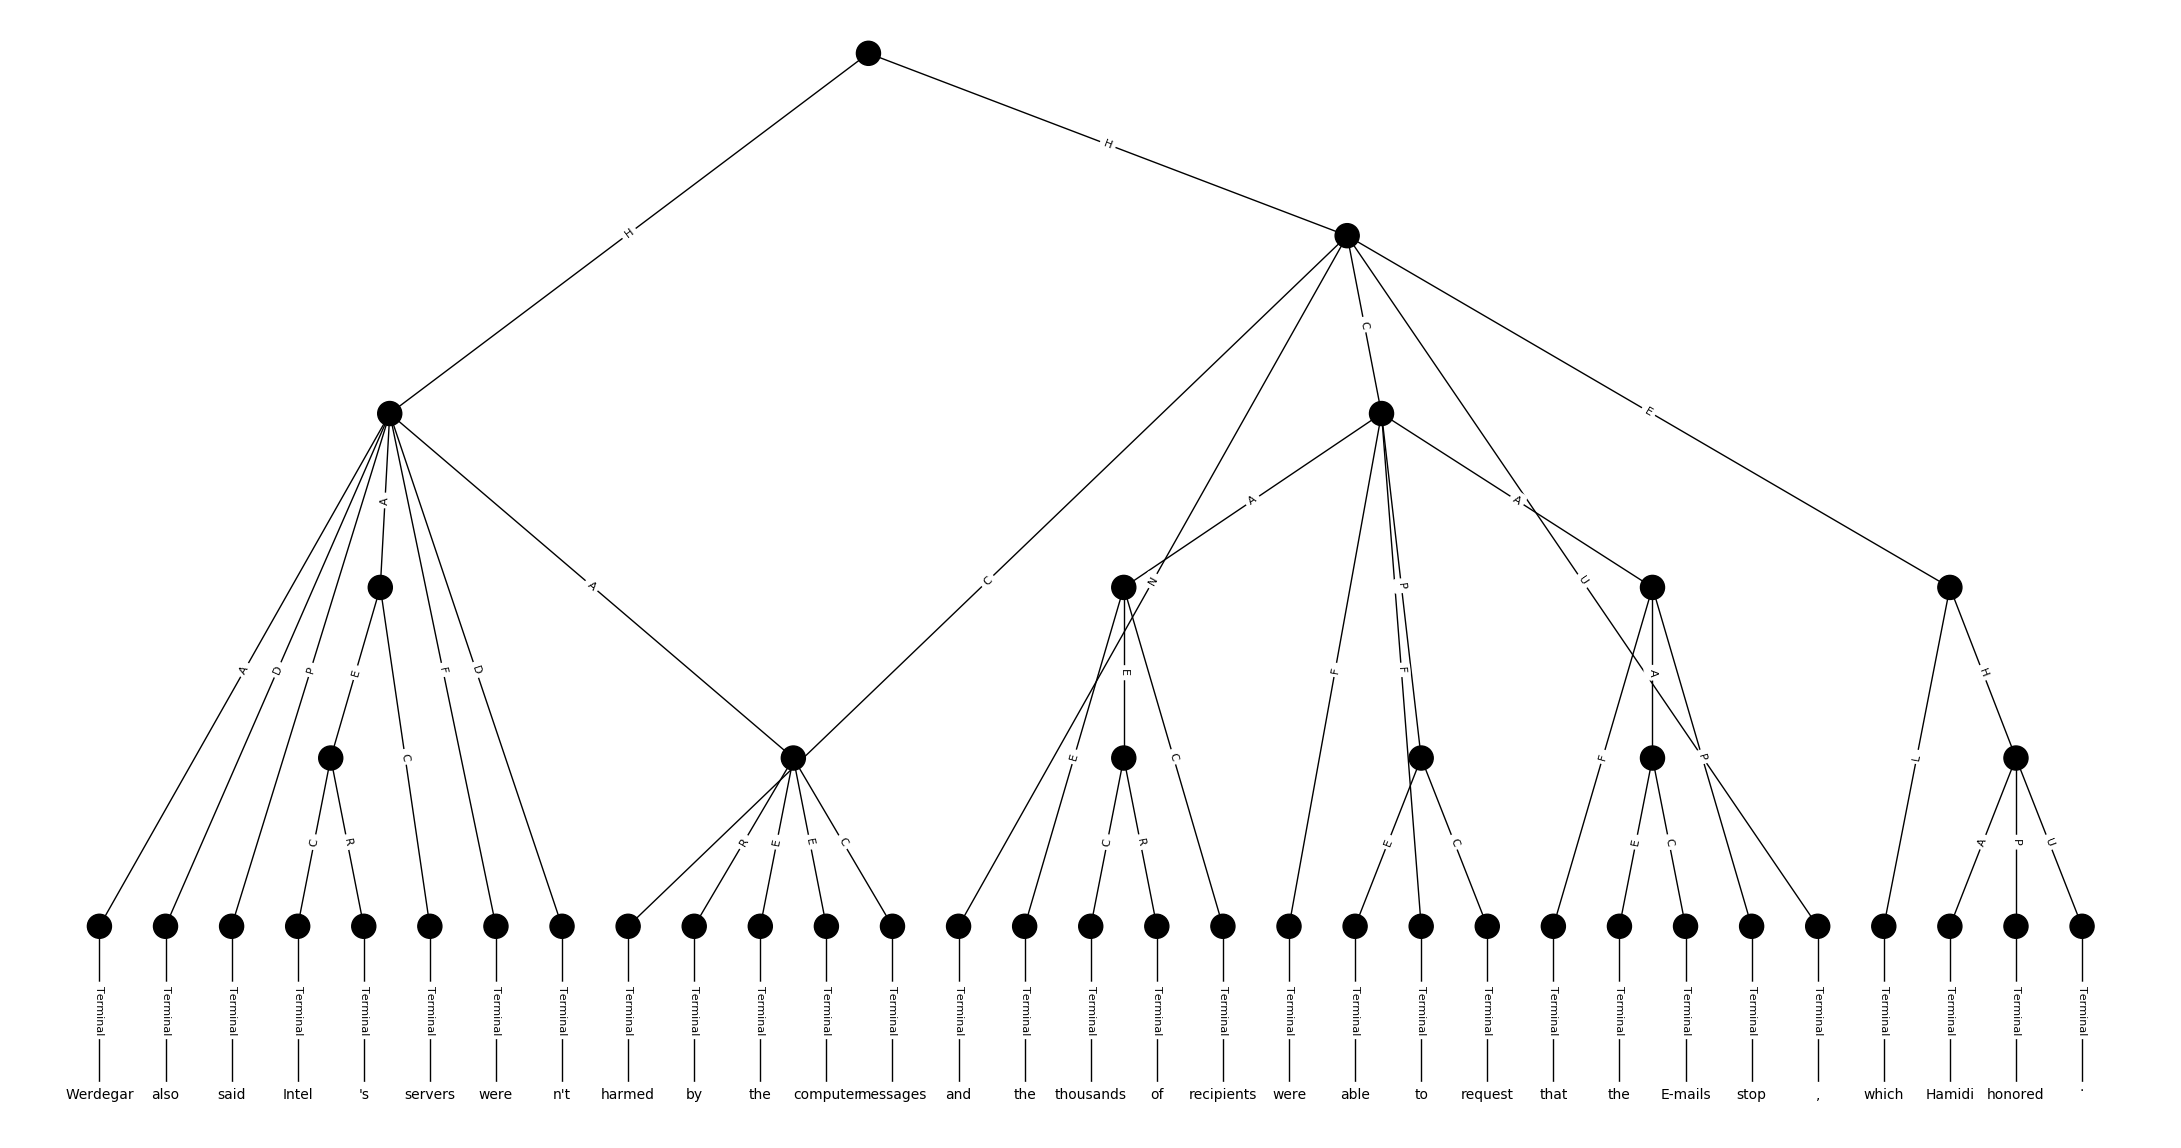 H
H
C
E
A
A
A
A
C
N
P
U
A
D
P
E
F
D
E
F
F
A
H
C
E
C
F
P
L
C
R
R
E
E
C
C
R
E
C
E
C
A
P
U
Terminal Terminal Terminal Terminal Terminal Terminal Terminal Terminal Terminal Terminal Terminal Terminal Terminal Terminal Terminal Terminal Terminal Terminal Terminal Terminal Terminal Terminal Terminal Terminal Terminal Terminal Terminal Terminal Terminal Terminal Terminal
Werdegar also said Intel 's servers were n't harmed by the computer messages and the thousands of recipients were able to request that the E-mails stop , which Hamidi honored .